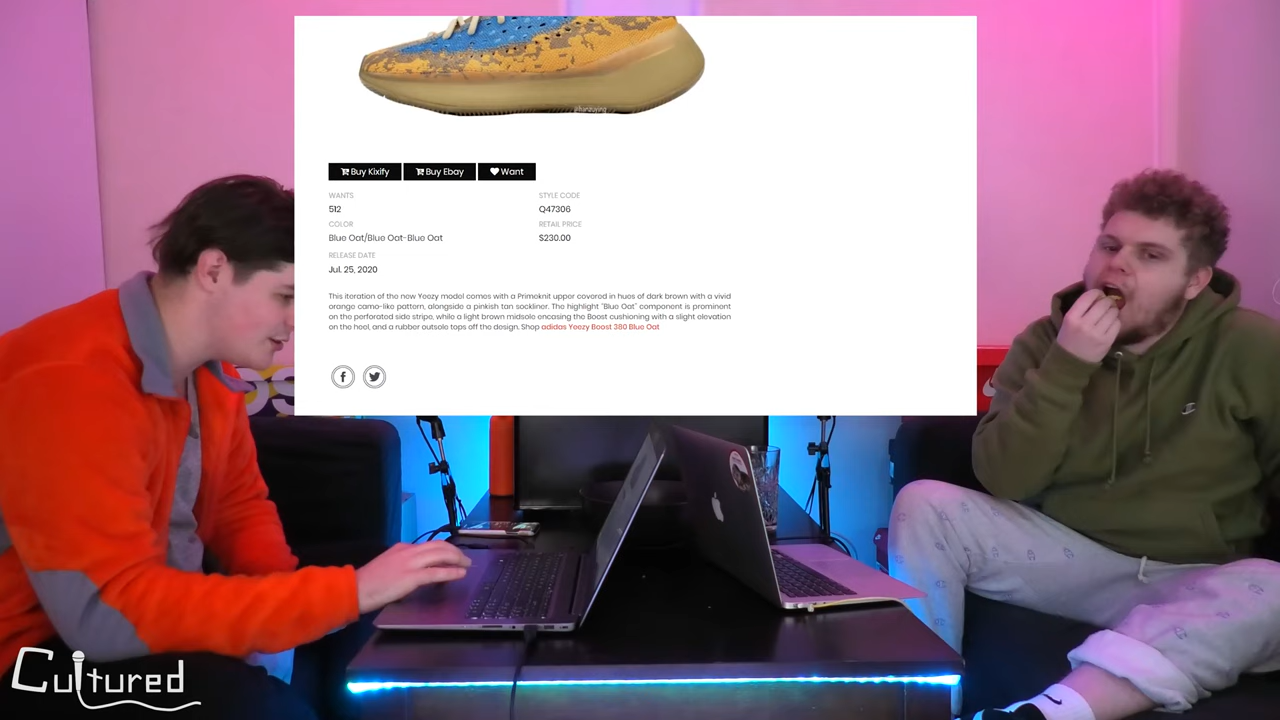 @hanzuying
Buy Kixify Buy Ebay Want
WANTS STYLE CODE
512 Q47306
COLOR RETAIL PRICE
Blue Oat/Blue Oat-Blue Oat $230.00
RELEASE DATE
Jul. 25, 2020
This iteration of the new Yeezy model comes with a Primeknit upper covered in hues of dark brown with a vivid
orange camo-like pattern, alongside a pinkish tan sockliner. The highlight "Blue Oat" component is prominent
on the perforated side stripe, while a light brown midsole encasing the Boost cushioning with a slight elevation
on the heel, and a rubber outsole tops off the design. Shop adidas Yeezy Boost 380 Blue Oat
Cultured